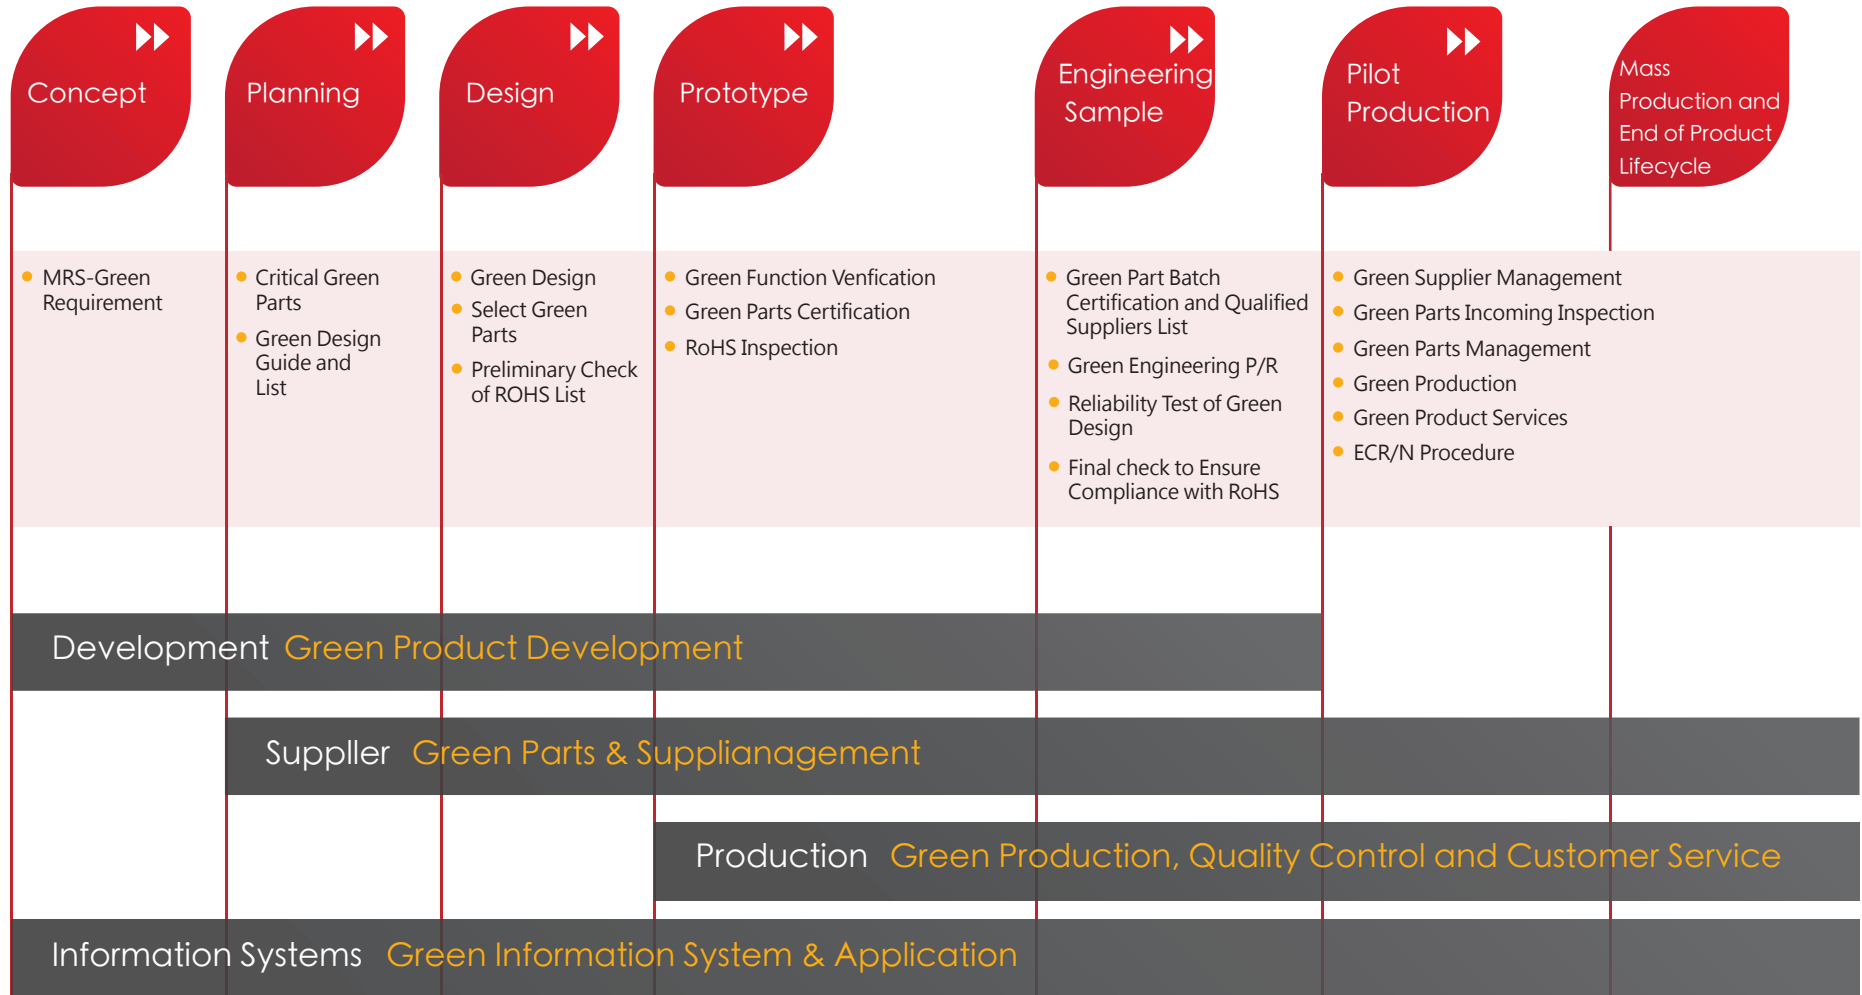 Concept
Planning
Design
Prototype
Engineering
Sample
Pilot
Production
Mass
Production and
End of Product
Lifecycle
MRS-Green
Requirement
Critical Green
Parts
Green Design
Guide and
List
Green Design
Select Green
Parts
Preliminary Check
of ROHS List
Green Function Venfication
Green Parts Certification
RoHS Inspection
Green Part Batch
Certification and Qualified
Suppliers List
Green Engineering P/R
Reliability Test of Green
Design
Final check to Ensure
Compliance with RoHS
Green Supplier Management
Green Parts Incoming Inspection
Green Parts Management
Green Production
Green Product Services
ECR/N Procedure
Development Green Product Development
Suppller Green Parts & Supplianagement
Production Green Production, Quality Control and Customer Service
Information Systems Green Information System & Application